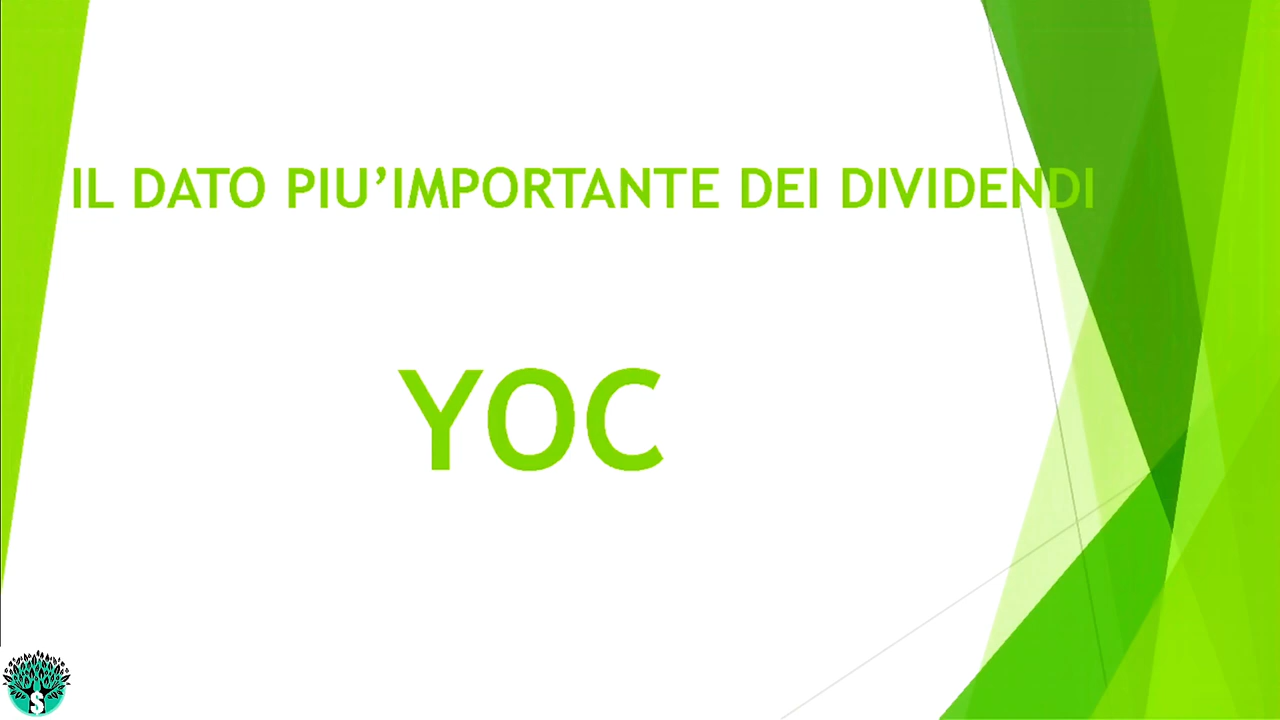 IL DATO PIU’IMPORTANTE DEI DIVIDENDI
YOC
$